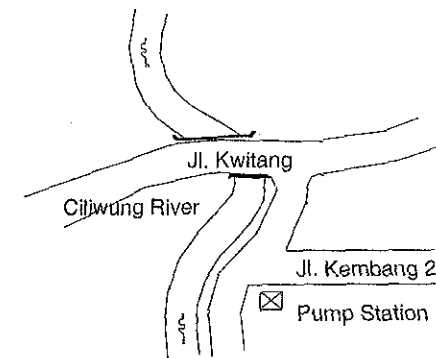 Jl. Kwitang
Ciliwung River
Jl. Kembang 2
Pump Station